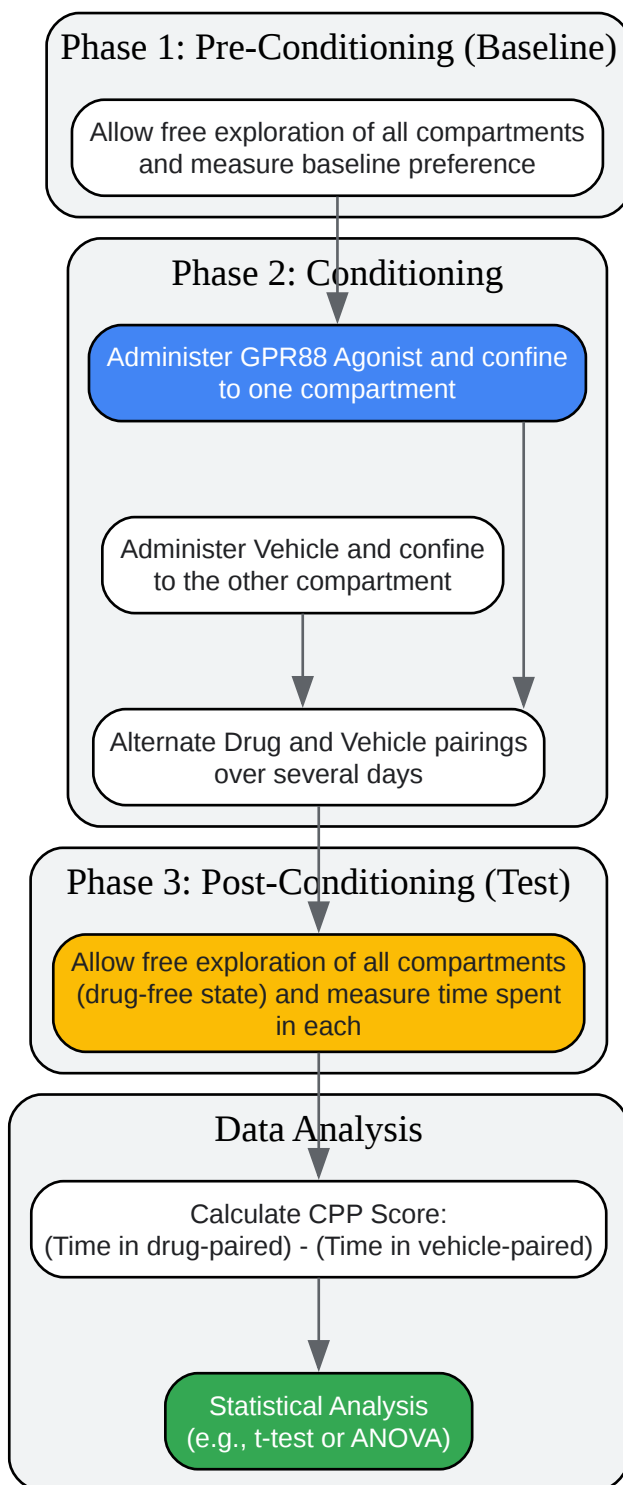 Phase 1: Pre-Conditioning (Baseline)
Allow free exploration of all compartments
and measure baseline preference
Phase 2: Conditioning
Administer GPR88 Agonist and confine
to one compartment
Administer Vehicle and confine
to the other compartment
Alternate Drug and Vehicle pairings
over several days
Phase 3: Post-Conditioning (Test)
Allow free exploration of all compartments
(drug-free state) and measure time spent
in each
Data Analysis
Calculate CPP Score:
(Time in drug-paired) - (Time in vehicle-paired)
Statistical Analysis
(e.g., t-test or ANOVA)